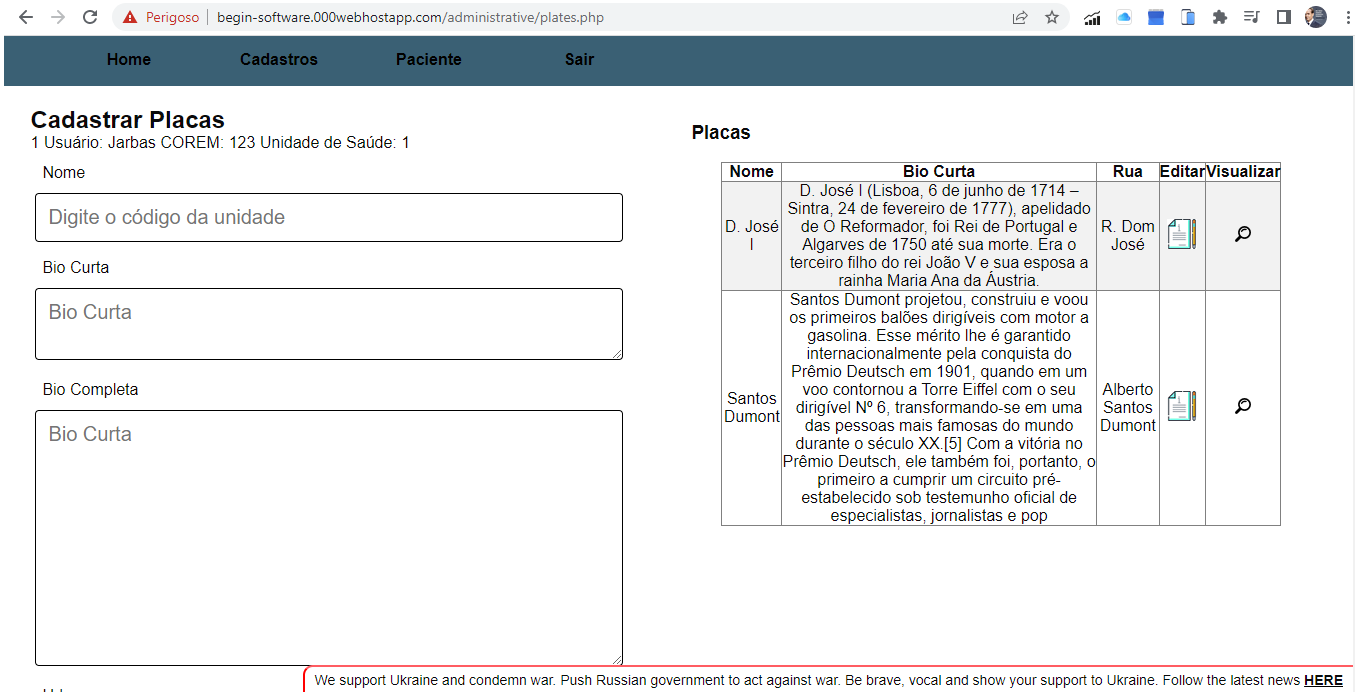 Perigoso
begin-software.000webhostapp.com/administrative/plates.php
Home Cadastros Paciente Sair
Cadastrar Placas
1 Usuário: Jarbas COREM: 123 Unidade de Saúde: 1
Nome
Digite o código da unidade
Bio Curta
Bio Curta
Bio Completa
Bio Curta
Placas
Nome Bio Curta Rua Editar Visualizar
D. José
I
D. José I (Lisboa, 6 de junho de 1714 –
Sintra, 24 de fevereiro de 1777), apelidado
de O Reformador, foi Rei de Portugal e
Algarves de 1750 até sua morte. Era o
terceiro filho do rei João V e sua esposa a
rainha Maria Ana da Áustria.
R. Dom
José
Santos
Dumont
Santos Dumont projetou, construiu e voou
os primeiros balões dirigíveis com motor a
gasolina. Esse mérito lhe é garantido
internacionalmente pela conquista do
Prêmio Deutsch em 1901, quando em um
voo contornou a Torre Eiffel com o seu
dirigível Nº 6, transformando-se em uma
das pessoas mais famosas do mundo
durante o século XX.[5] Com a vitória no
Prêmio Deutsch, ele também foi, portanto, o
primeiro a cumprir um circuito pré-
estabelecido sob testemunho oficial de
especialistas, jornalistas e pop
Alberto
Santos
Dumont
We support Ukraine and condemn war. Push Russian government to act against war. Be brave, vocal and show your support to Ukraine. Follow the latest news HERE